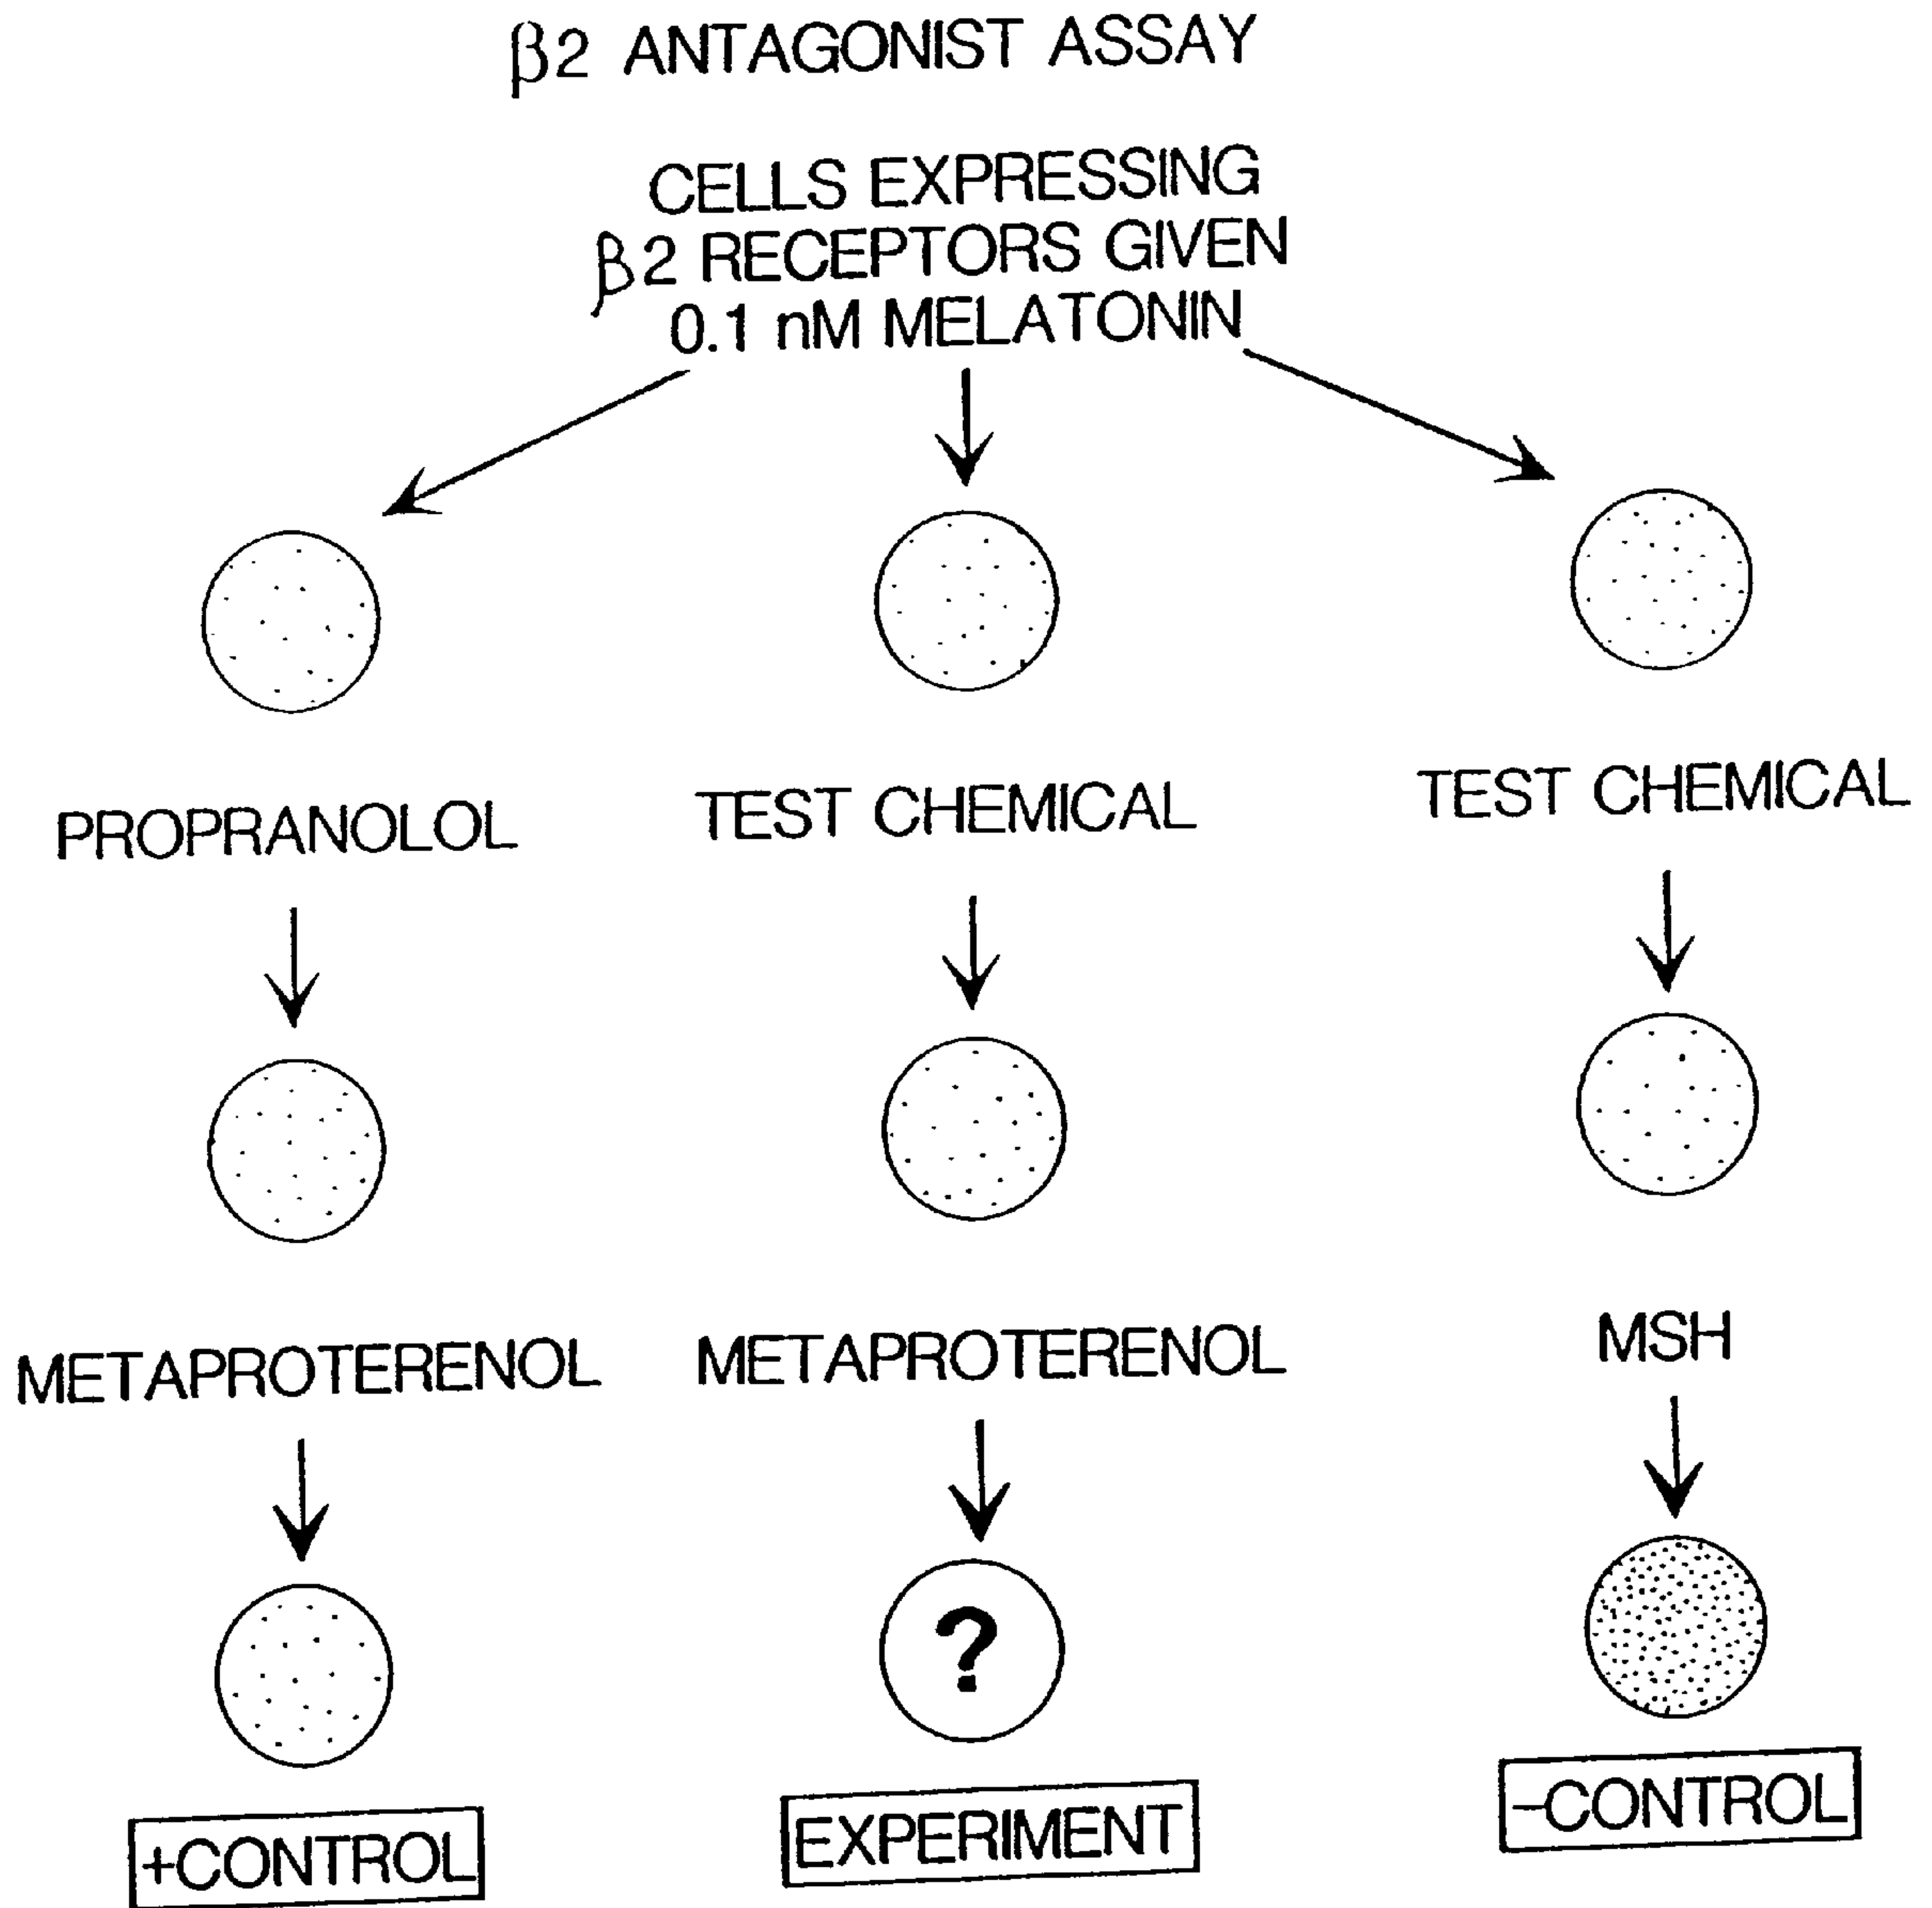 β2 ANTAGONIST ASSAY
CELLS EXPRESSING
β2 RECEPTORS GIVEN
0.1 nM MELATONIN
PROPRANOLOL
TEST CHEMICAL
TEST CHEMICAL
METAPROTERENOL
METAPROTERENOL
MSH
?
+CONTROL
EXPERIMENT
–CONTROL